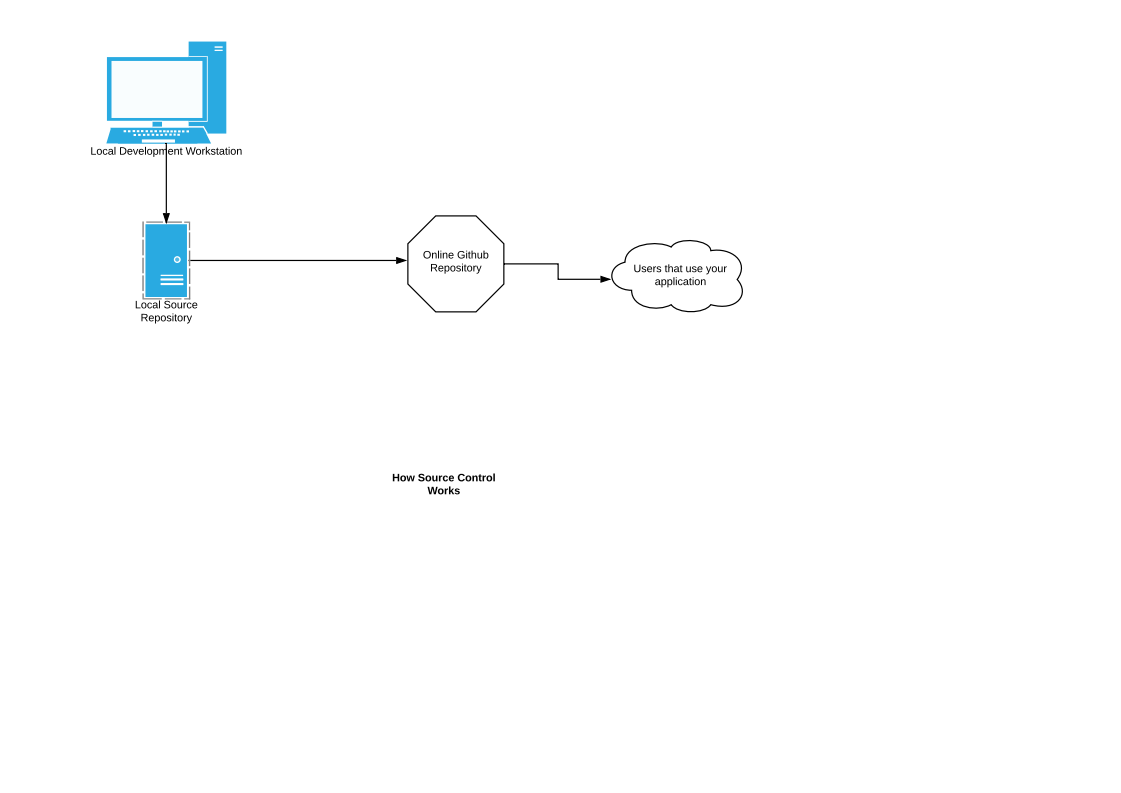 Local Development Workstation
Local Source
Repository
Online Github
Repository
Users that use your
application
How Source Control
Works